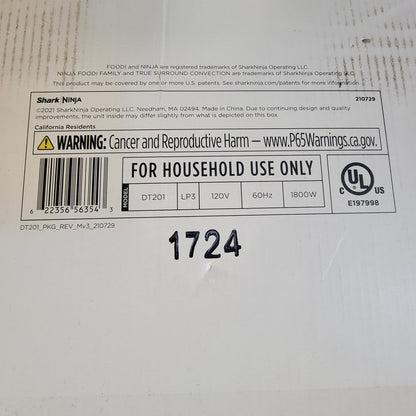 FOODI and NINJA are registered trademarks of SharkNinja Operating LLC.
NINJA FOODI FAMILY and TRUE SURROUND CONVECTION are trademarks of SharkNinja Operating LLC.
This product may be covered by one or more U.S. patents. See sharkninja.com/patents for more information.
Shark|NINJA 210729
©2021 SharkNinja Operating LLC, Needham, MA 02494. Made in China. Due to continuing design and quality
improvement, the unit inside may differ slightly from what is depicted on this box.
California Residents
WARNING: Cancer and Reproductive Harm — www.P65Warnings.ca.gov.
FOR HOUSEHOLD USE ONLY
MODEL DT201 LP3 120V 60Hz 1800W
C UL US
E197998
6 22356 56354 3
DT201_PKG_REV_Mv3_210729
1724